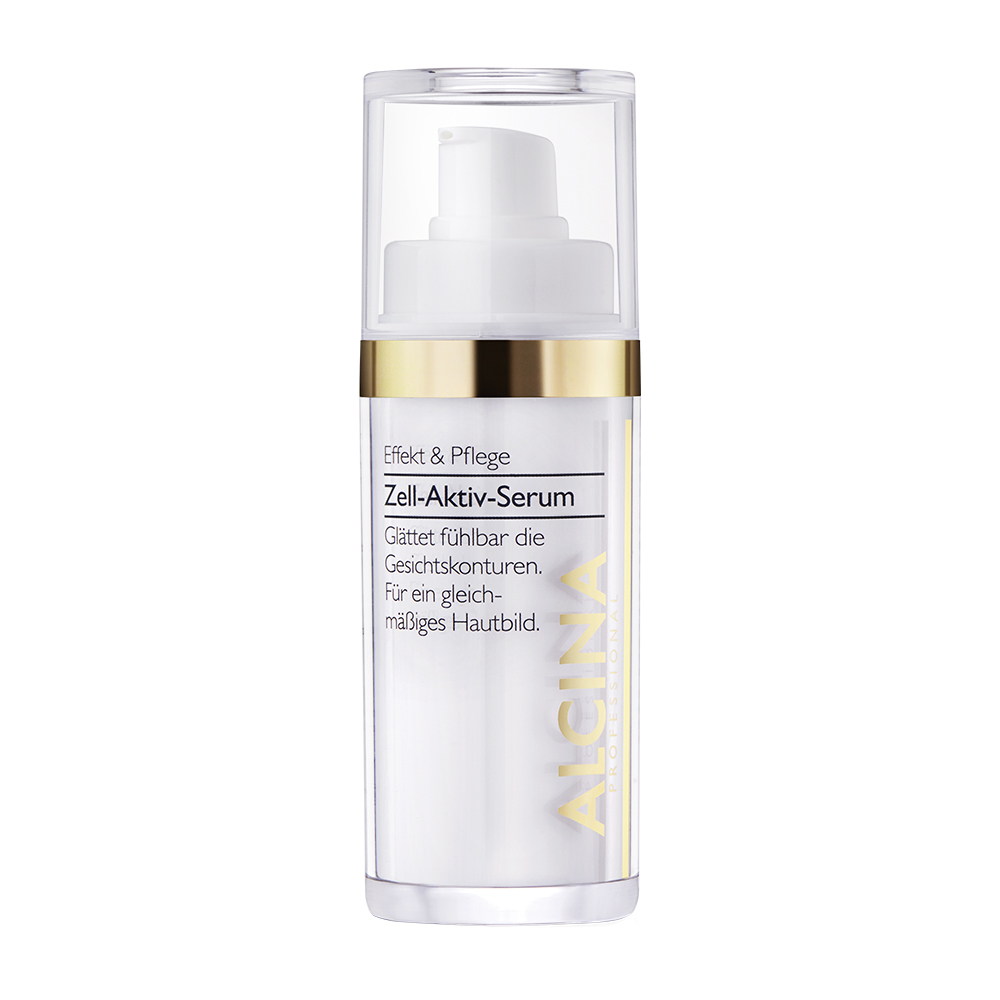 Effekt & Pflege
Zell-Aktiv-Serum
Glättet fühlbar die
Gesichtskonturen.
Für ein gleich-
mäßiges Hautbild.
ALCINA
PROFESSIONAL